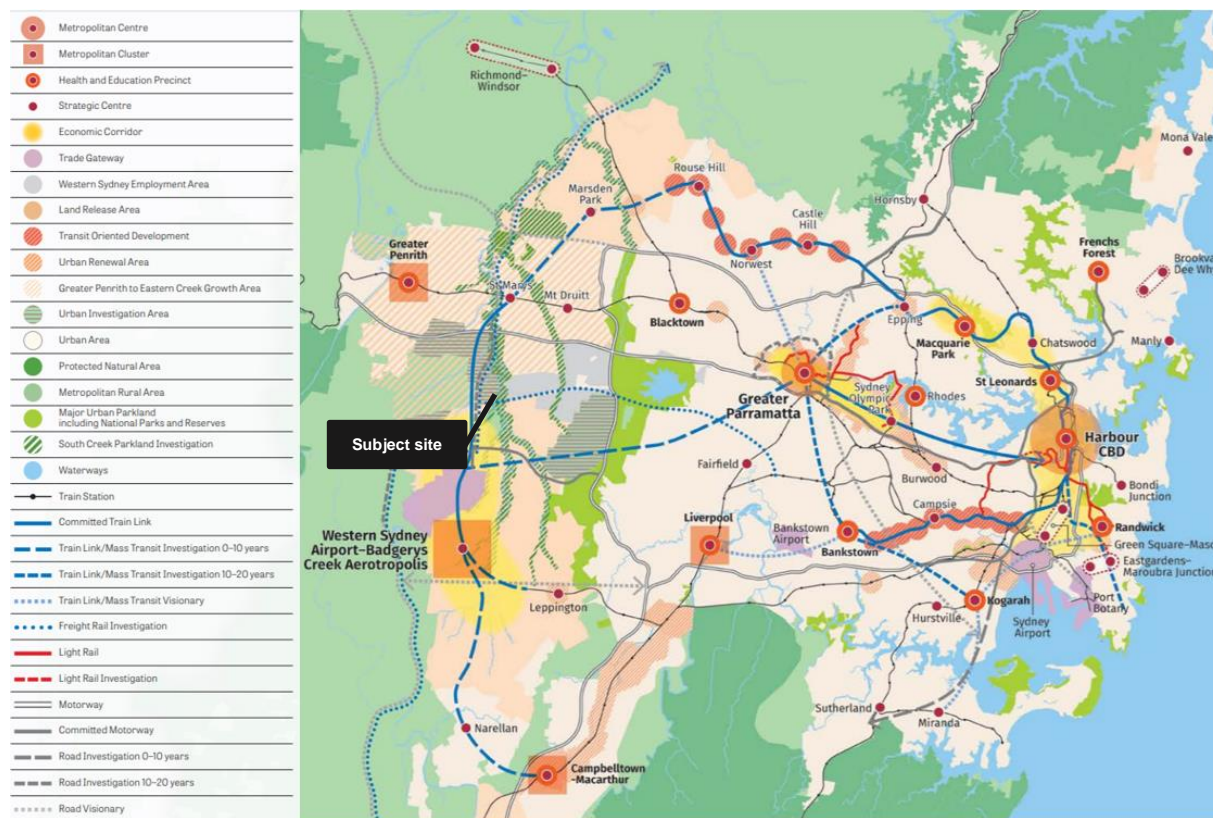 Metropolitan Centre
Metropolitan Cluster
Health and Education Precinct
Strategic Centre
Economic Corridor
Trade Gateway
Western Sydney Employment Area
Land Release Area
Transit Oriented Development
Urban Renewal Area
Greater Penrith to Eastern Creek Growth Area
Urban Investigation Area
Urban Area
Protected Natural Area
Metropolitan Rural Area
Major Urban Parkland
including National Parks and Reserves
South Creek Parkland Investigation
Waterways
Train Station
Committed Train Link
Train Link/Mass Transit Investigation 0–10 years
Train Link/Mass Transit Investigation 10–20 years
Train Link/Mass Transit Visionary
Freight Rail Investigation
Light Rail
Light Rail Investigation
Motorway
Committed Motorway
Road Investigation 0–10 years
Road Investigation 10–20 years
Road Visionary
Richmond–
Windsor
Mona Vale
Rouse Hill
Marsden
Park
Hornsby
Castle
Hill
Norwest
Greater
Penrith
Frenchs
Forest
Brookva
Dee Why
St Marys
Mt Druitt
Blacktown
Epping
Macquarie
Park
Chatswood
Manly
St Leonards
Greater
Parramatta
Sydney
Olympic
Park
Rhodes
Subject site
Harbour
CBD
Fairfield
Burwood
Bondi
Junction
Campsie
Liverpool
Bankstown
Airport
Bankstown
Randwick
Green Square–Masc
Eastgardens–
Maroubra Junction
Western Sydney
Airport–Badgerys
Creek Aerotropolis
Leppington
Kogarah
Hurstville
Port
Botany
Sydney
Airport
Narellan
Sutherland
Miranda
Campbelltown
-Macarthur